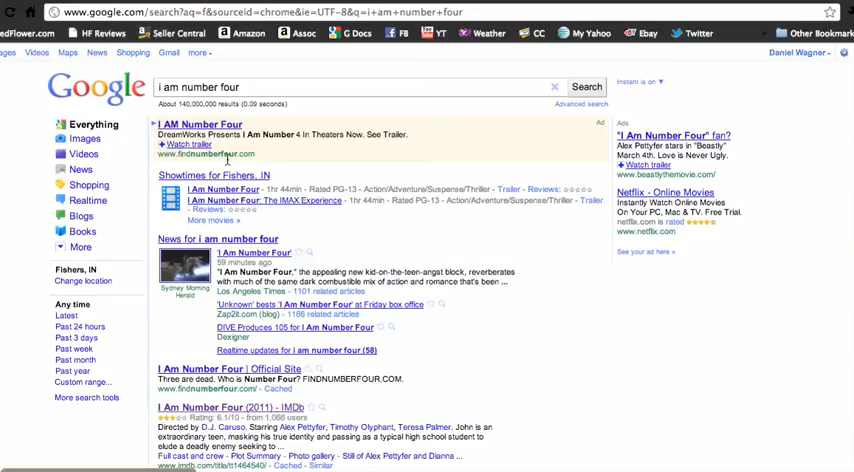 www.google.com/search?aq=f&sourceid=chrome&ie=UTF-8&q=i+am+number+four
edFlower.com HF Reviews Seller Central Amazon Assoc G Docs FB YT Weather CC My Yahoo Ebay Twitter Other Bookmark
ges Videos Maps News Shopping Gmail more Daniel Wagner
Google
i am number four
Search
Instant is on
About 140,000,000 results (0.09 seconds)
Advanced search
Everything
Images
Videos
News
Shopping
Realtime
Blogs
Books
More
Fishers, IN
Change location
Any time
Latest
Past 24 hours
Past 3 days
Past week
Past month
Past year
Custom range...
More search tools
I AM Number Four
Ad
DreamWorks Presents I Am Number 4 In Theaters Now. See Trailer.
Watch trailer
www.findnumberfour.com
Showtimes for Fishers, IN
I Am Number Four - 1hr 44min - Rated PG-13 - Action/Adventure/Suspense/Thriller - Trailer - Reviews:
I Am Number Four: The IMAX Experience - 1hr 44min - Rated PG-13 - Action/Adventure/Suspense/Thriller - Trailer
- Reviews:
More movies »
News for i am number four
'I Am Number Four'
59 minutes ago
"I Am Number Four," the appealing new kid-on-the-teen-angst block, reverberates
with much of the same dark combustible mix of action and romance that's been ...
Los Angeles Times - 1101 related articles
Sydney Morning
Herald
'Unknown' bests 'I Am Number Four' at Friday box office
Zap2it.com (blog) - 1166 related articles
DIVE Produces 105 for I Am Number Four
Dexigner
Realtime updates for i am number four (58)
I Am Number Four | Official Site
Three are dead. Who is Number Four? FINDNUMBERFOUR.COM.
www.findnumberfour.com/ - Cached
I Am Number Four (2011) - IMDb
Rating: 6.1/10 - from 1,066 users
Directed by D.J. Caruso. Starring Alex Pettyfer, Timothy Olyphant, Teresa Palmer. John is an
extraordinary teen, masking his true identity and passing as a typical high school student to
elude a deadly enemy seeking to ...
Full cast and crew - Plot Summary - Photo gallery - Still of Alex Pettyfer and Dianna ...
www.imdb.com/title/tt1464540/ - Cached - Similar
Ads
"I Am Number Four" fan?
Alex Pettyfer stars in "Beastly"
March 4th. Love is Never Ugly.
Watch trailer
www.beastlythemovie.com/
Netflix - Online Movies
Instantly Watch Online Movies
On Your PC, Mac & TV. Free Trial.
netflix.com is rated
www.netflix.com
See your ad here »